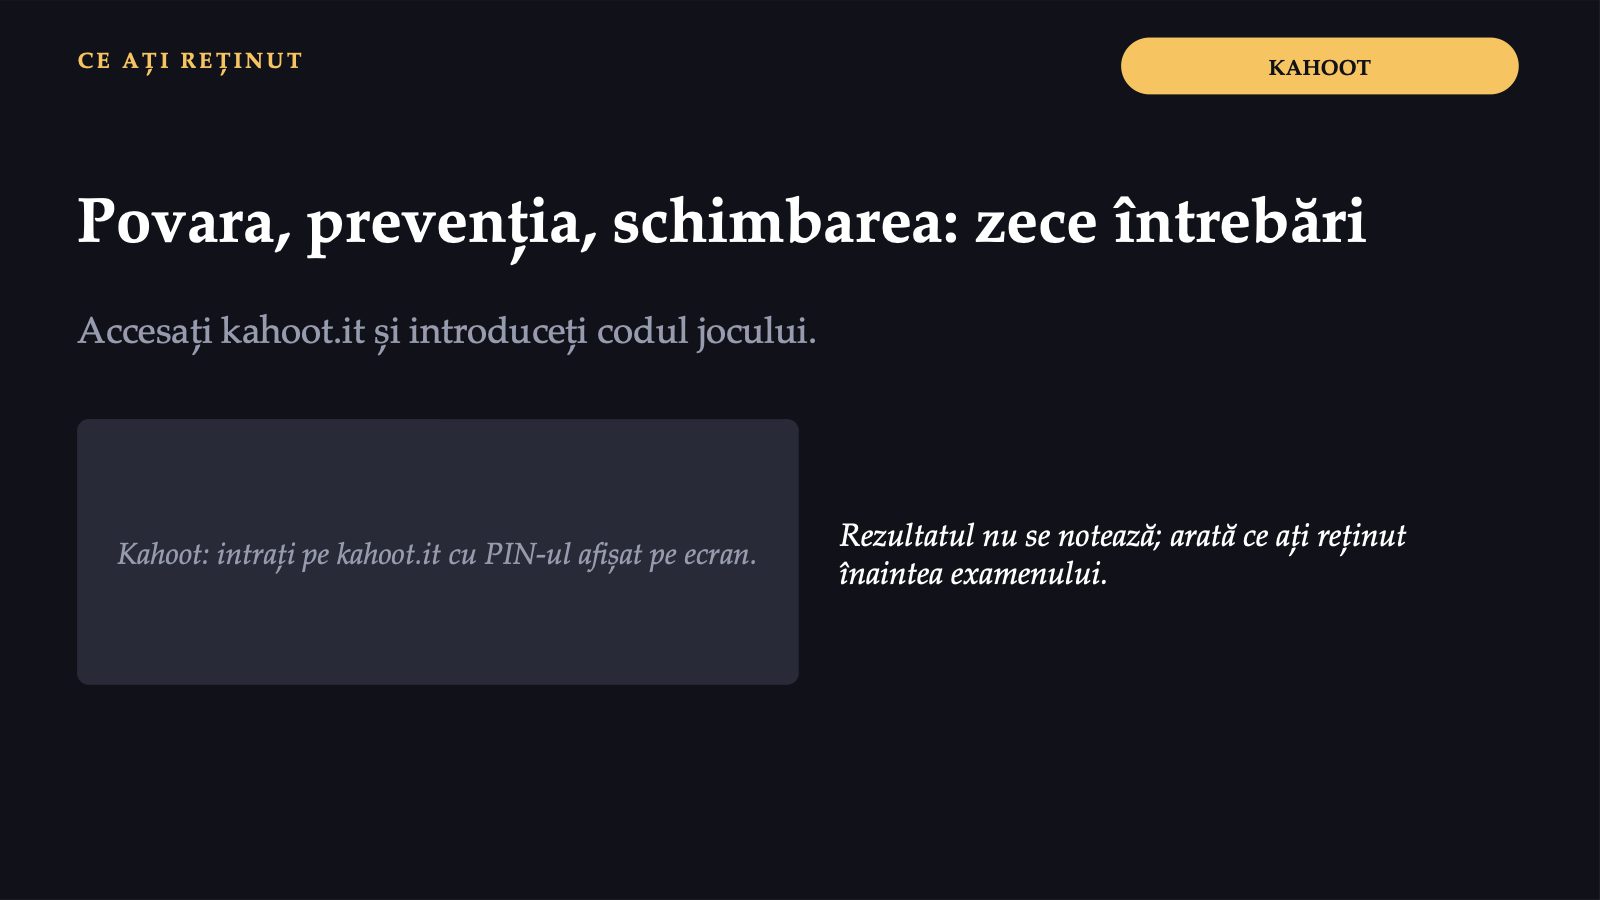 CE AȚI REȚINUT
KAHOOT
Povara, prevenția, schimbarea: zece întrebări
Accesați kahoot.it și introduceți codul jocului.
Kahoot: intrați pe kahoot.it cu PIN-ul afișat pe ecran.
Rezultatul nu se notează; arată ce ați reținut
înaintea examenului.